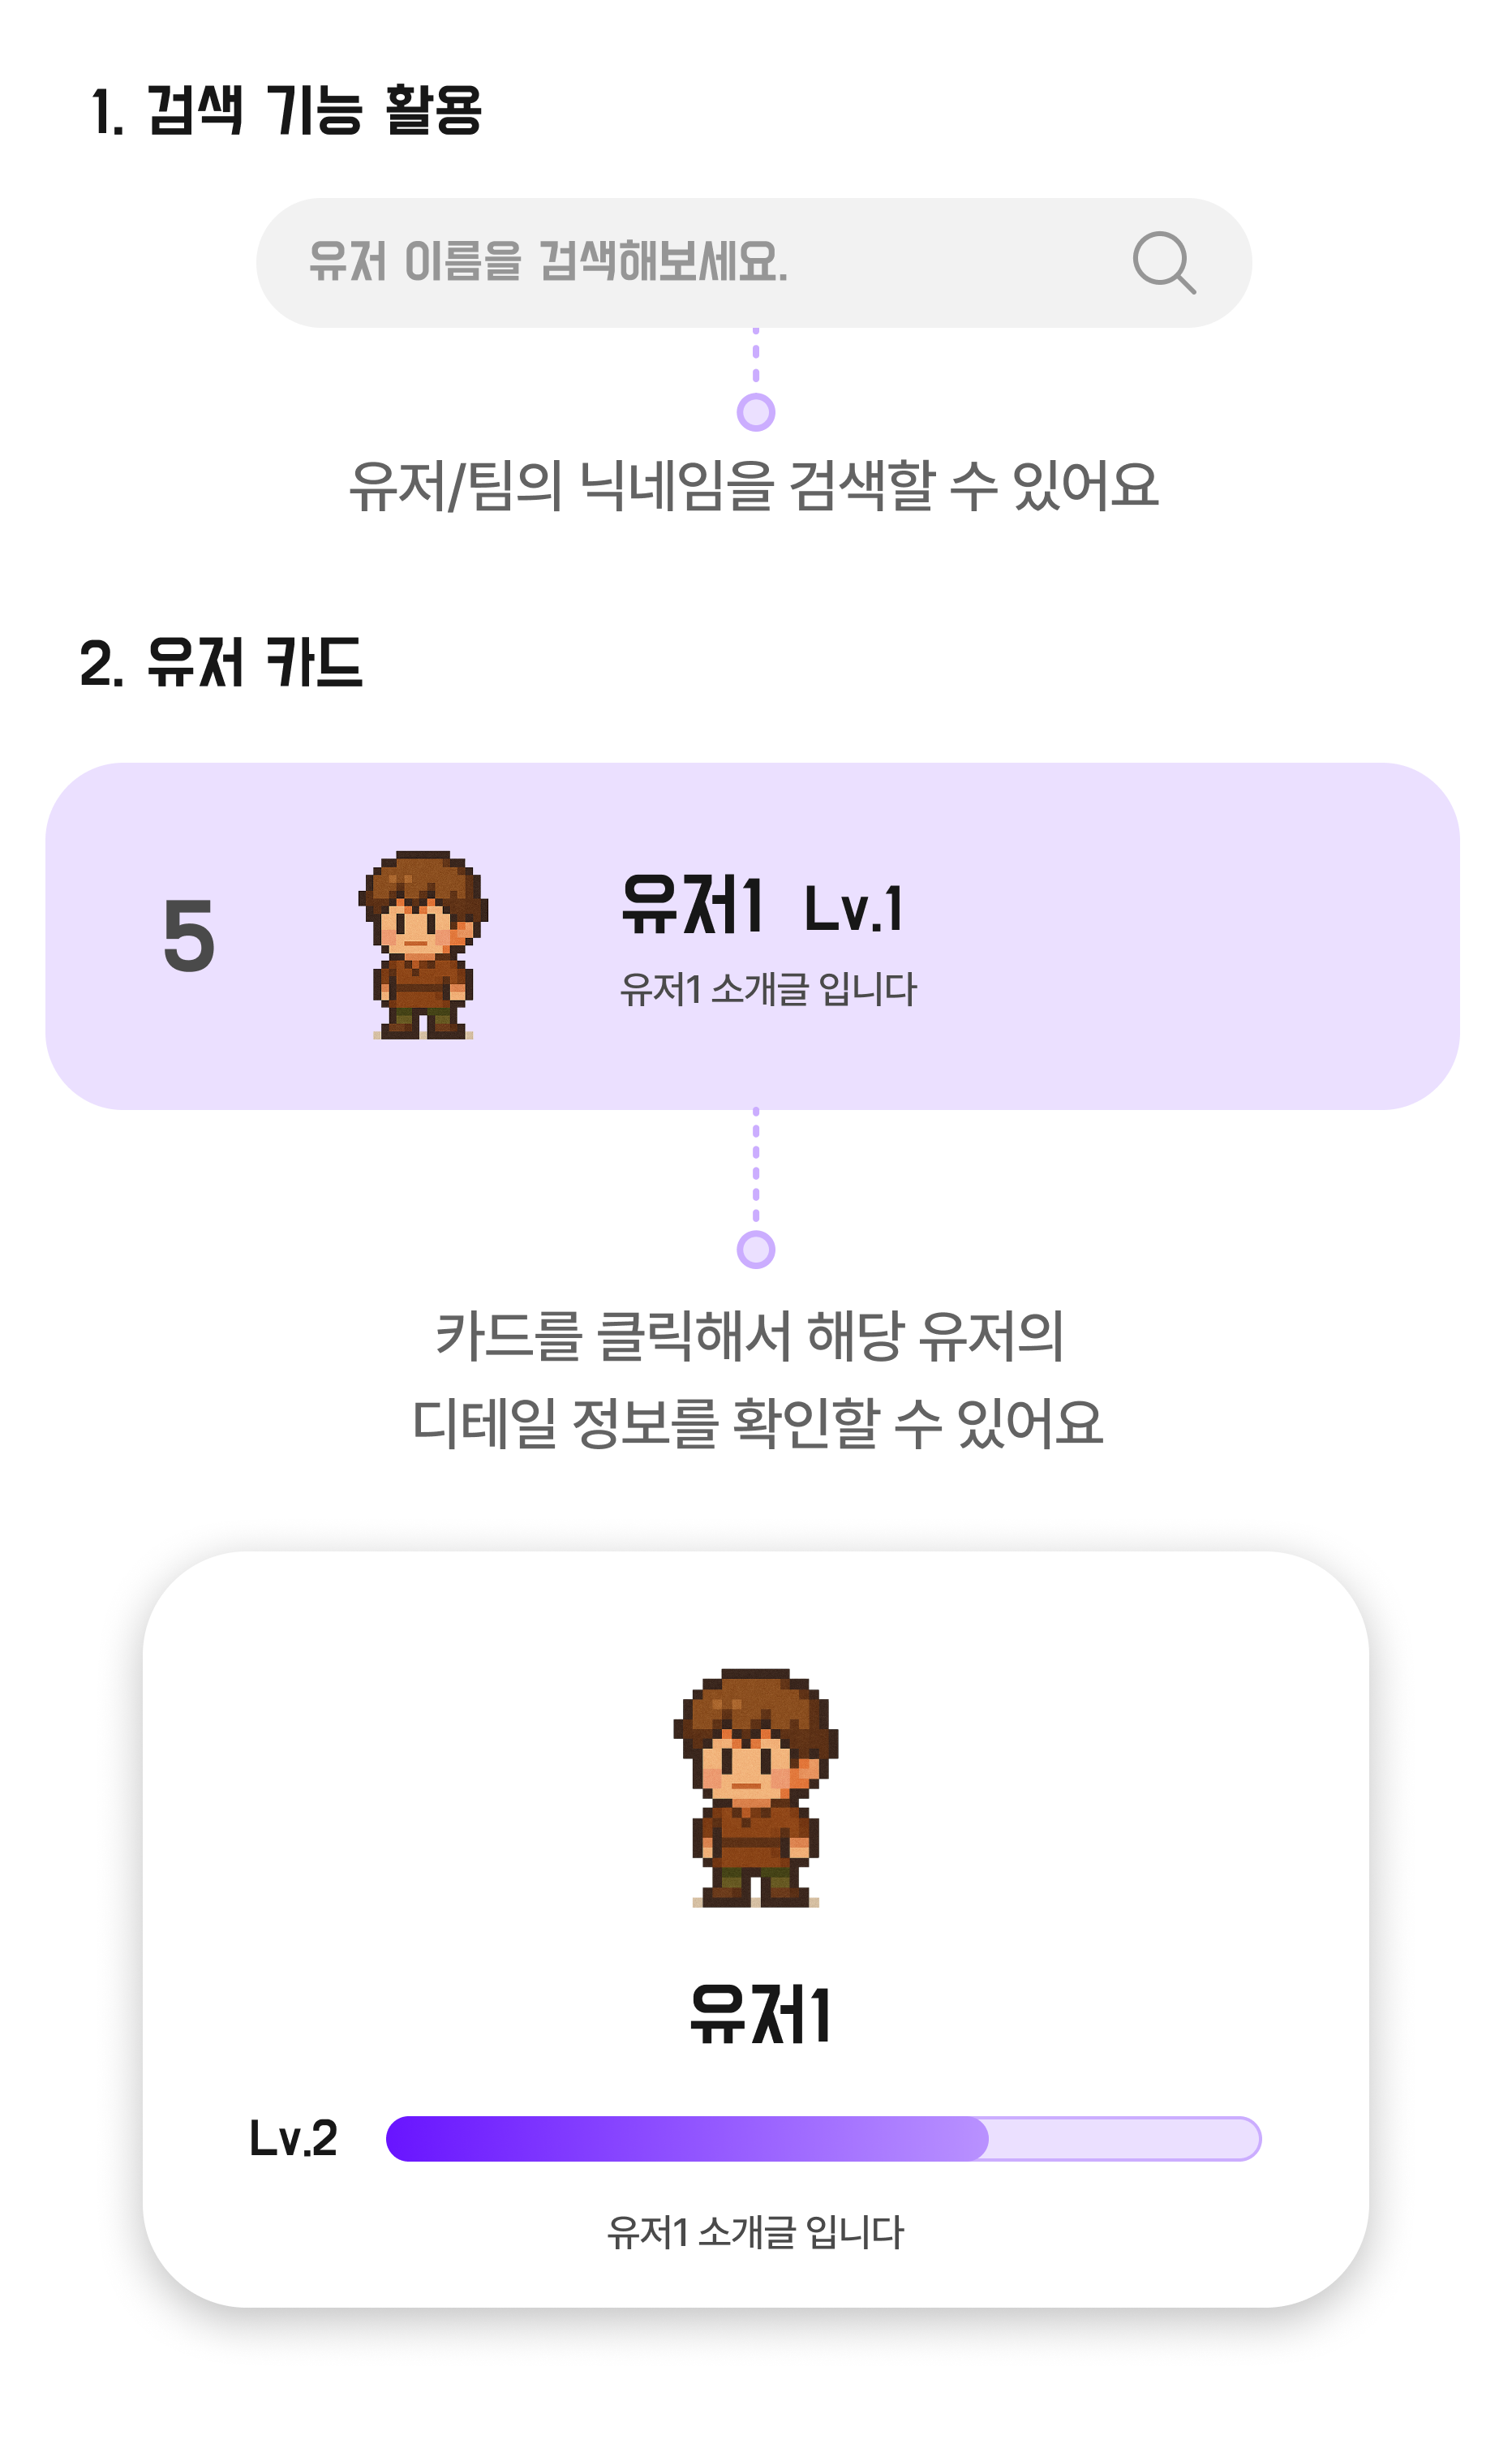 1. 검색 기능 활용
유저 이름을 검색해보세요.
유저/팀의 닉네임을 검색할 수 있어요
2. 유저 카드
5
유저1 Lv.1
유저1 소개글 입니다
카드를 클릭해서 해당 유저의
디테일 정보를 확인할 수 있어요
유저1
Lv.2
유저1 소개글 입니다